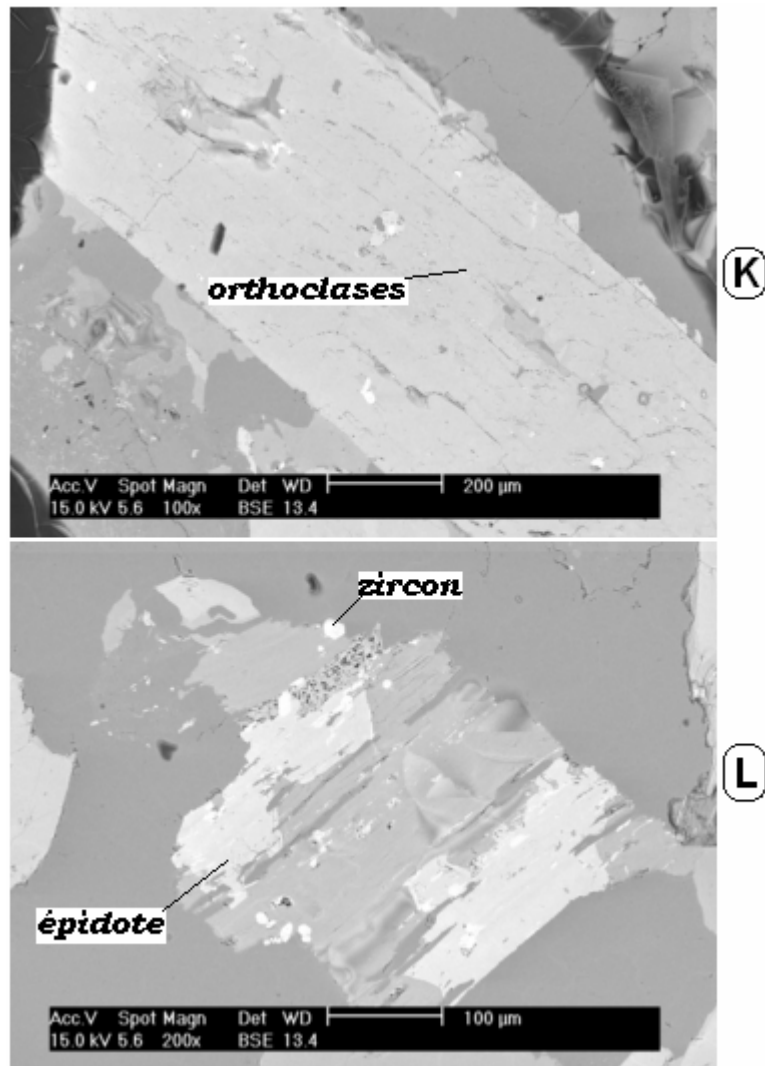 orthoclases
K
Acc.V Spot Magn Det WD 200 µm
15.0 kV 5.6 100x BSE 13.4
zircon
L
épidote
Acc.V Spot Magn Det WD 100 µm
15.0 kV 5.6 200x BSE 13.4